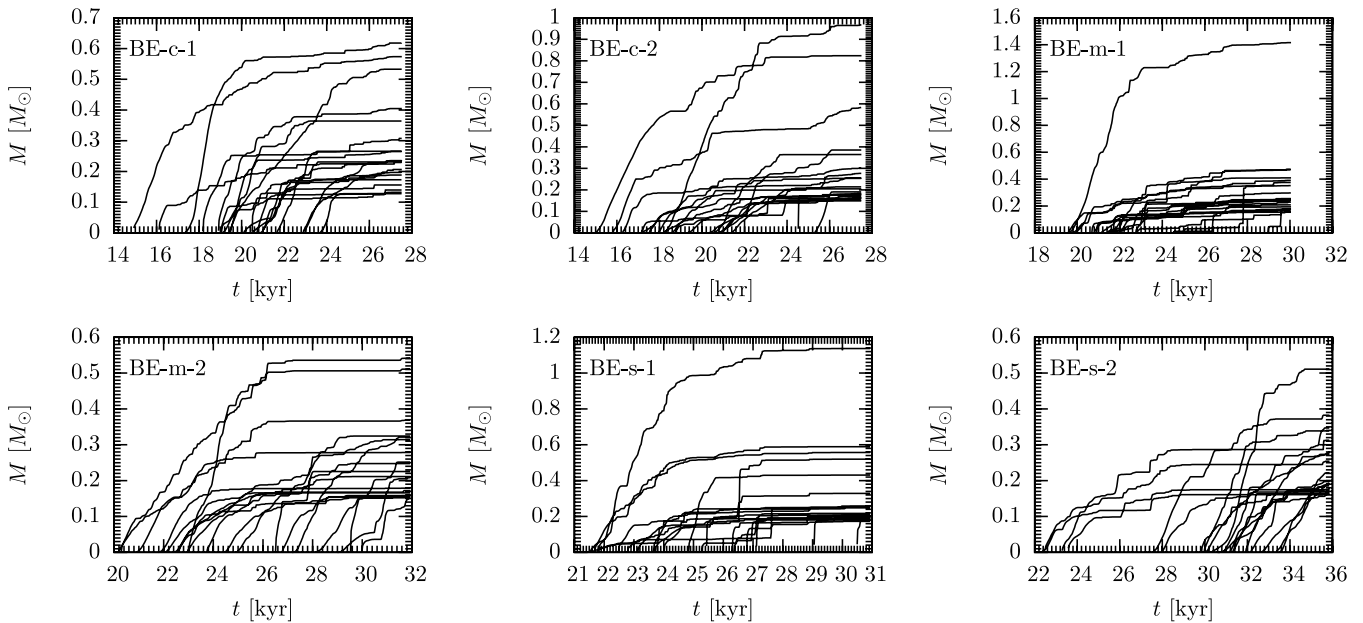 BE-c-1
M [M⊙]
0.7
0.6
0.5
0.4
0.3
0.2
0.1
0
14 16 18 20 22 24 26 28
t [kyr]
BE-c-2
M [M⊙]
1
0.9
0.8
0.7
0.6
0.5
0.4
0.3
0.2
0.1
0
14 16 18 20 22 24 26 28
t [kyr]
BE-m-1
M [M⊙]
1.6
1.4
1.2
1
0.8
0.6
0.4
0.2
0
18 20 22 24 26 28 30 32
t [kyr]
BE-m-2
M [M⊙]
0.6
0.5
0.4
0.3
0.2
0.1
0
20 22 24 26 28 30 32
t [kyr]
BE-s-1
M [M⊙]
1.2
1
0.8
0.6
0.4
0.2
0
21 22 23 24 25 26 27 29 29 30 31
t [kyr]
BE-s-2
M [M⊙]
0.6
0.5
0.4
0.3
0.2
0.1
0
22 24 26 28 30 32 34 36
t [kyr]